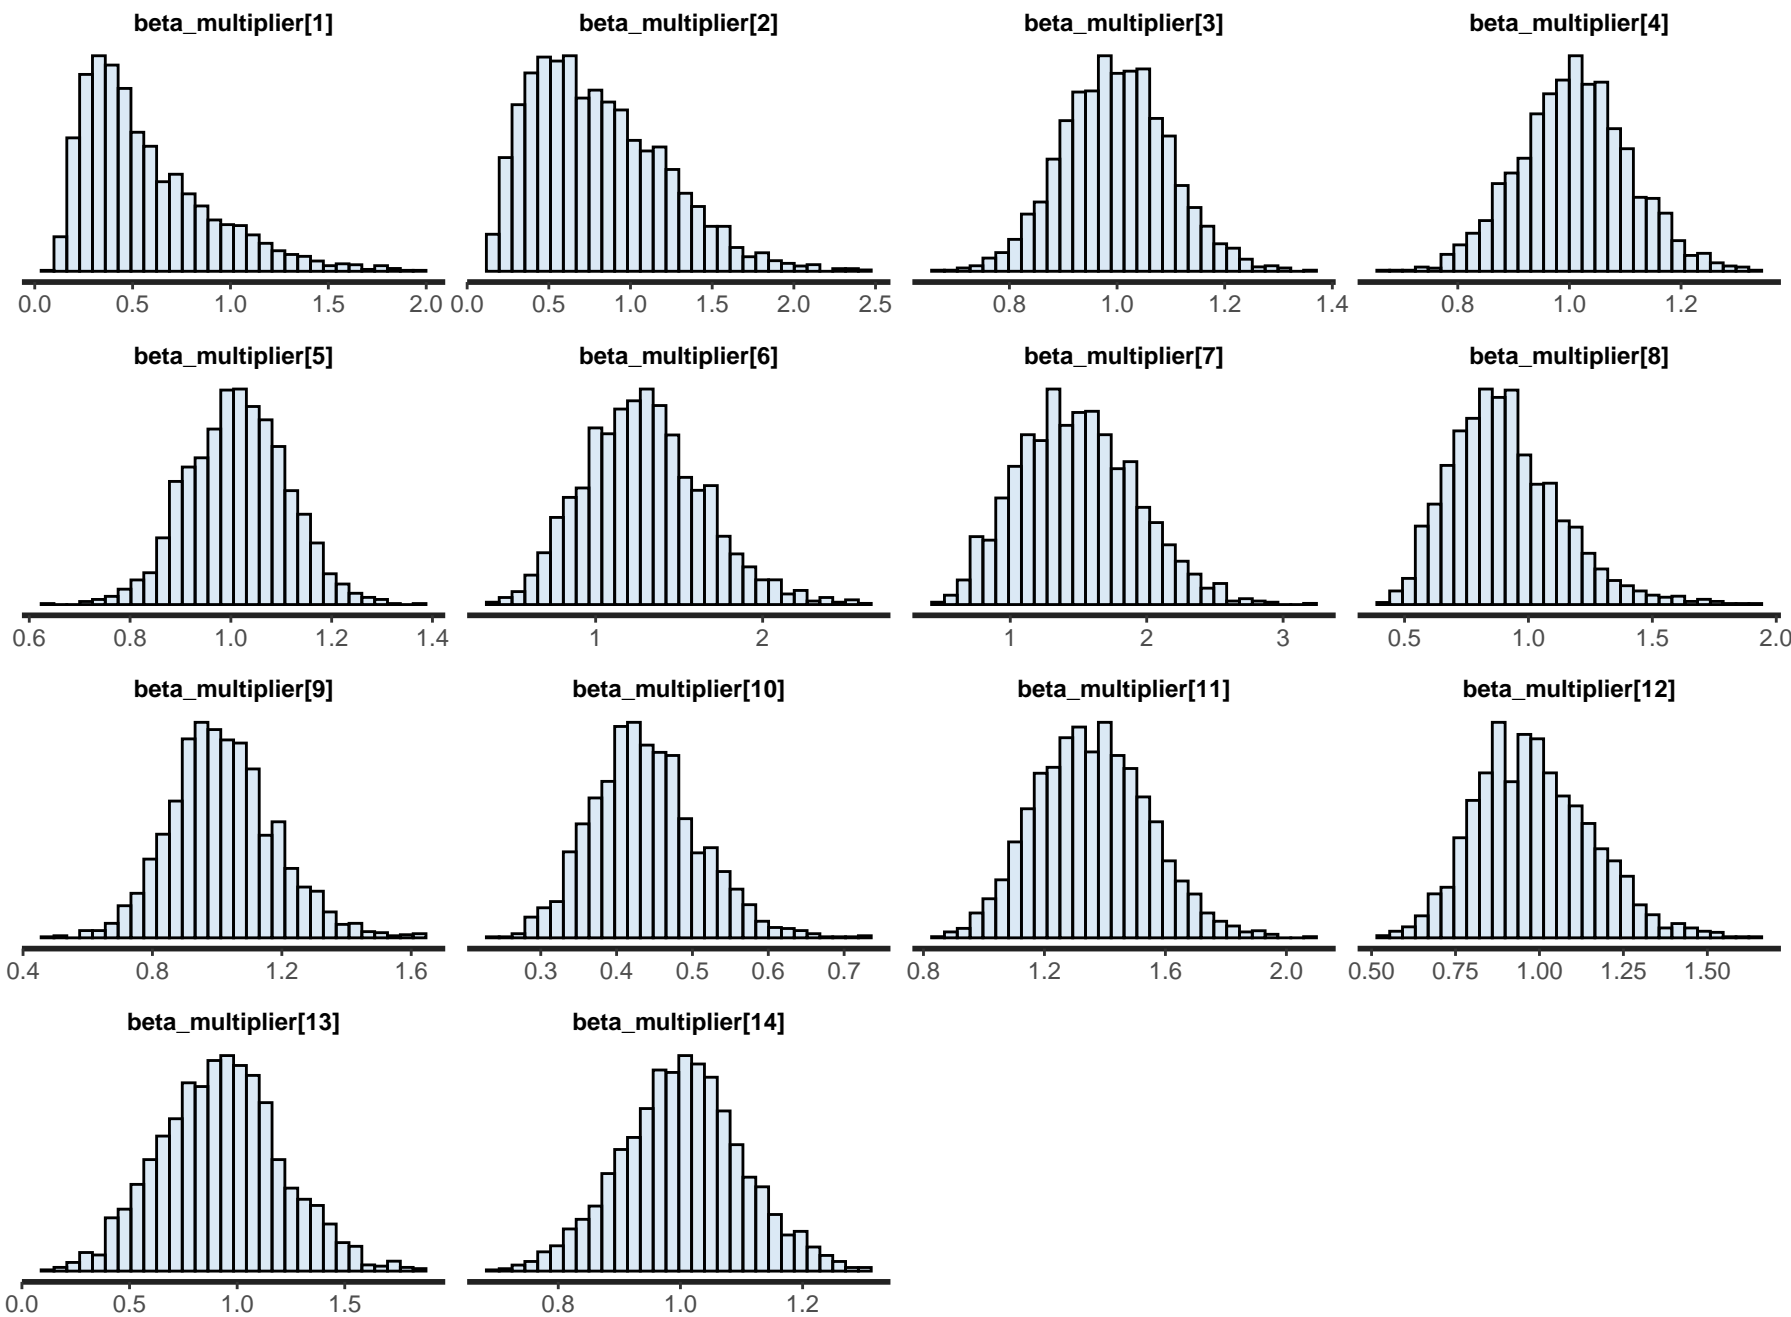 beta_multiplier[1] beta_multiplier[2] beta_multiplier[3] beta_multiplier[4]
0.0 0.5 1.0 1.5 2.0 0.0 0.5 1.0 1.5 2.0 2.5 0.8 1.0 1.2 1.4 0.8 1.0 1.2
beta_multiplier[5] beta_multiplier[6] beta_multiplier[7] beta_multiplier[8]
0.6 0.8 1.0 1.2 1.4 1 2 1 2 3 0.5 1.0 1.5 2.0
beta_multiplier[9] beta_multiplier[10] beta_multiplier[11] beta_multiplier[12]
0.4 0.8 1.2 1.6 0.3 0.4 0.5 0.6 0.7 0.8 1.2 1.6 2.0 0.50 0.75 1.00 1.25 1.50
beta_multiplier[13] beta_multiplier[14]
0.0 0.5 1.0 1.5 0.8 1.0 1.2